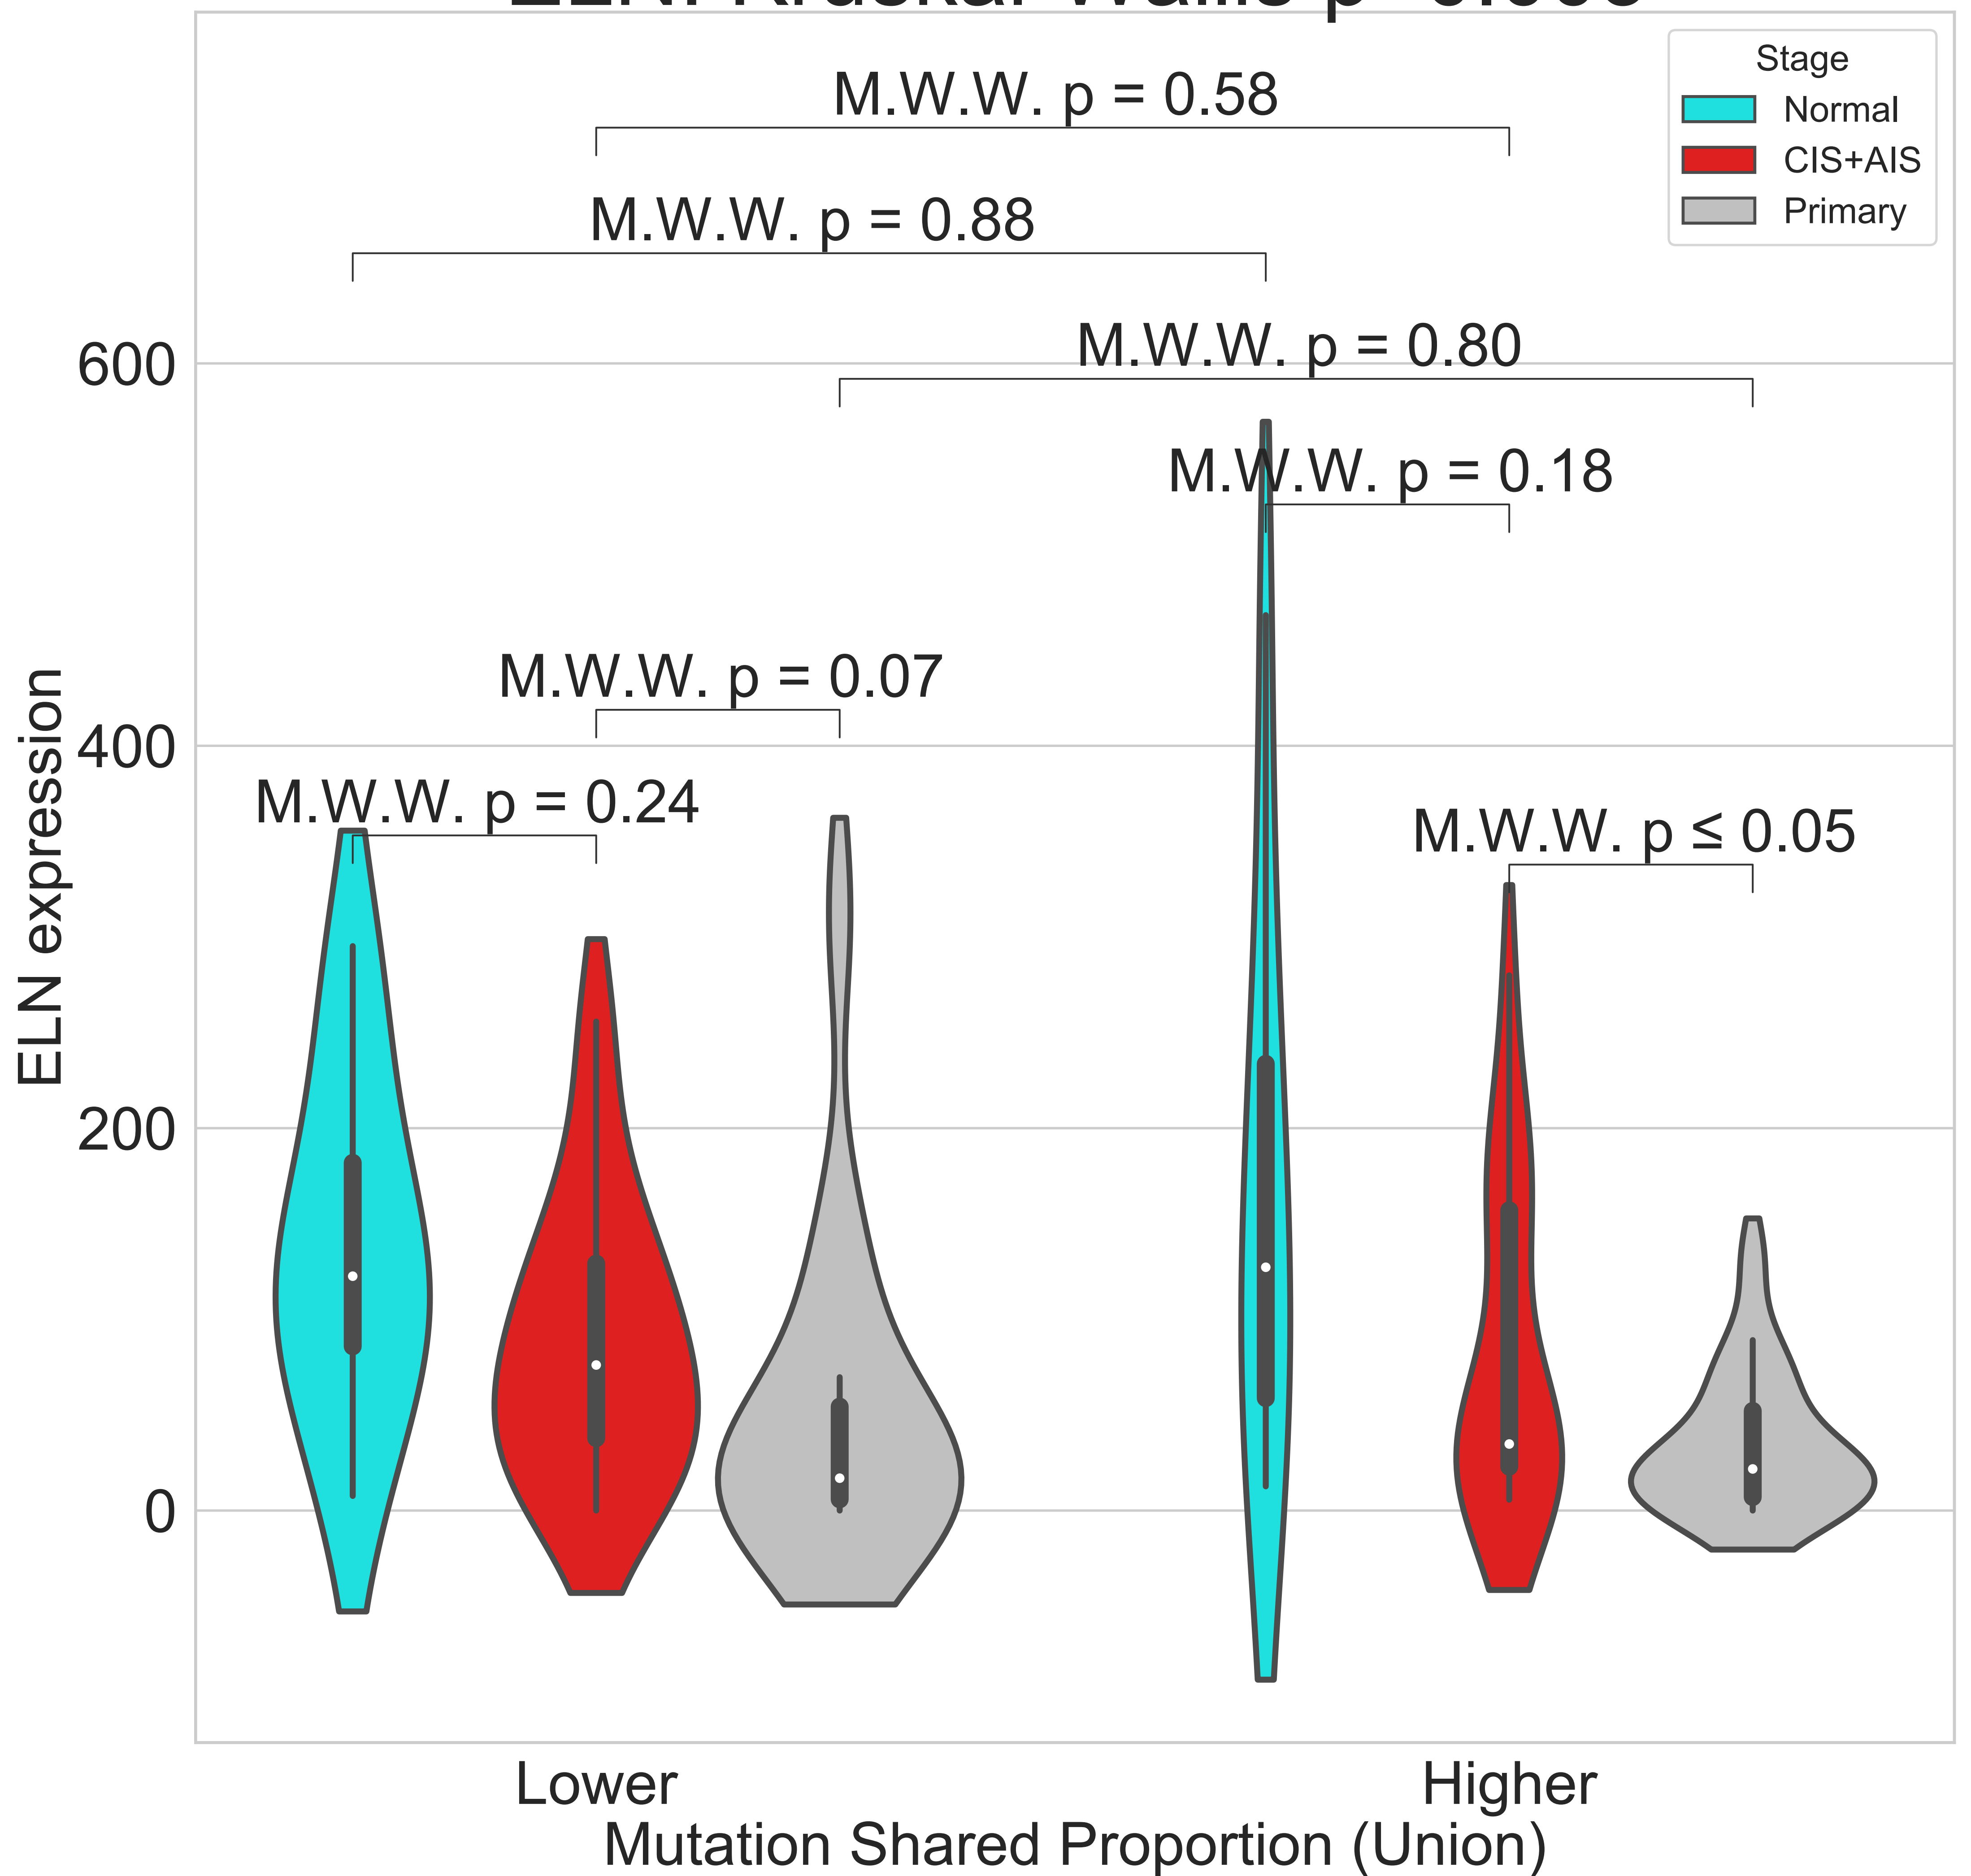 Stage
Normal
CIS+AIS
Primary
M.W.W. p = 0.58
M.W.W. p = 0.88
M.W.W. p = 0.80
M.W.W. p = 0.18
M.W.W. p = 0.07
M.W.W. p = 0.24
M.W.W. p ≤ 0.05
600
400
200
0
ELN expression
Lower
Higher
Mutation Shared Proportion (Union)